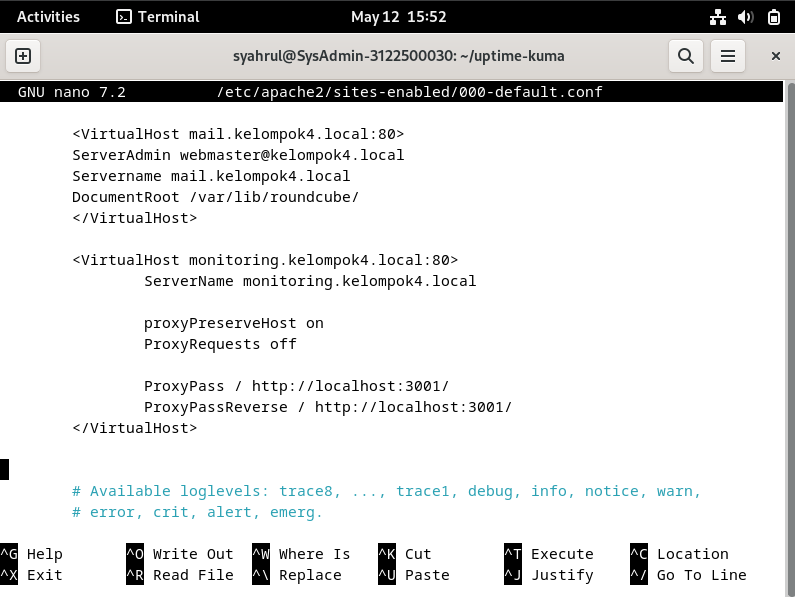 Activities Terminal May 12 15:52
syahrul@SysAdmin-3122500030: ~/uptime-kuma
GNU nano 7.2 /etc/apache2/sites-enabled/000-default.conf
<VirtualHost mail.kelompok4.local:80>
ServerAdmin webmaster@kelompok4.local
Servername mail.kelompok4.local
DocumentRoot /var/lib/roundcube/
</VirtualHost>
<VirtualHost monitoring.kelompok4.local:80>
ServerName monitoring.kelompok4.local
proxyPreserveHost on
ProxyRequests off
ProxyPass / http://localhost:3001/
ProxyPassReverse / http://localhost:3001/
</VirtualHost>
# Available loglevels: trace8, ..., trace1, debug, info, notice, warn,
# error, crit, alert, emerg.
^G Help ^O Write Out ^W Where Is ^K Cut ^T Execute ^C Location
^X Exit ^R Read File ^\ Replace ^U Paste ^J Justify ^/ Go To Line